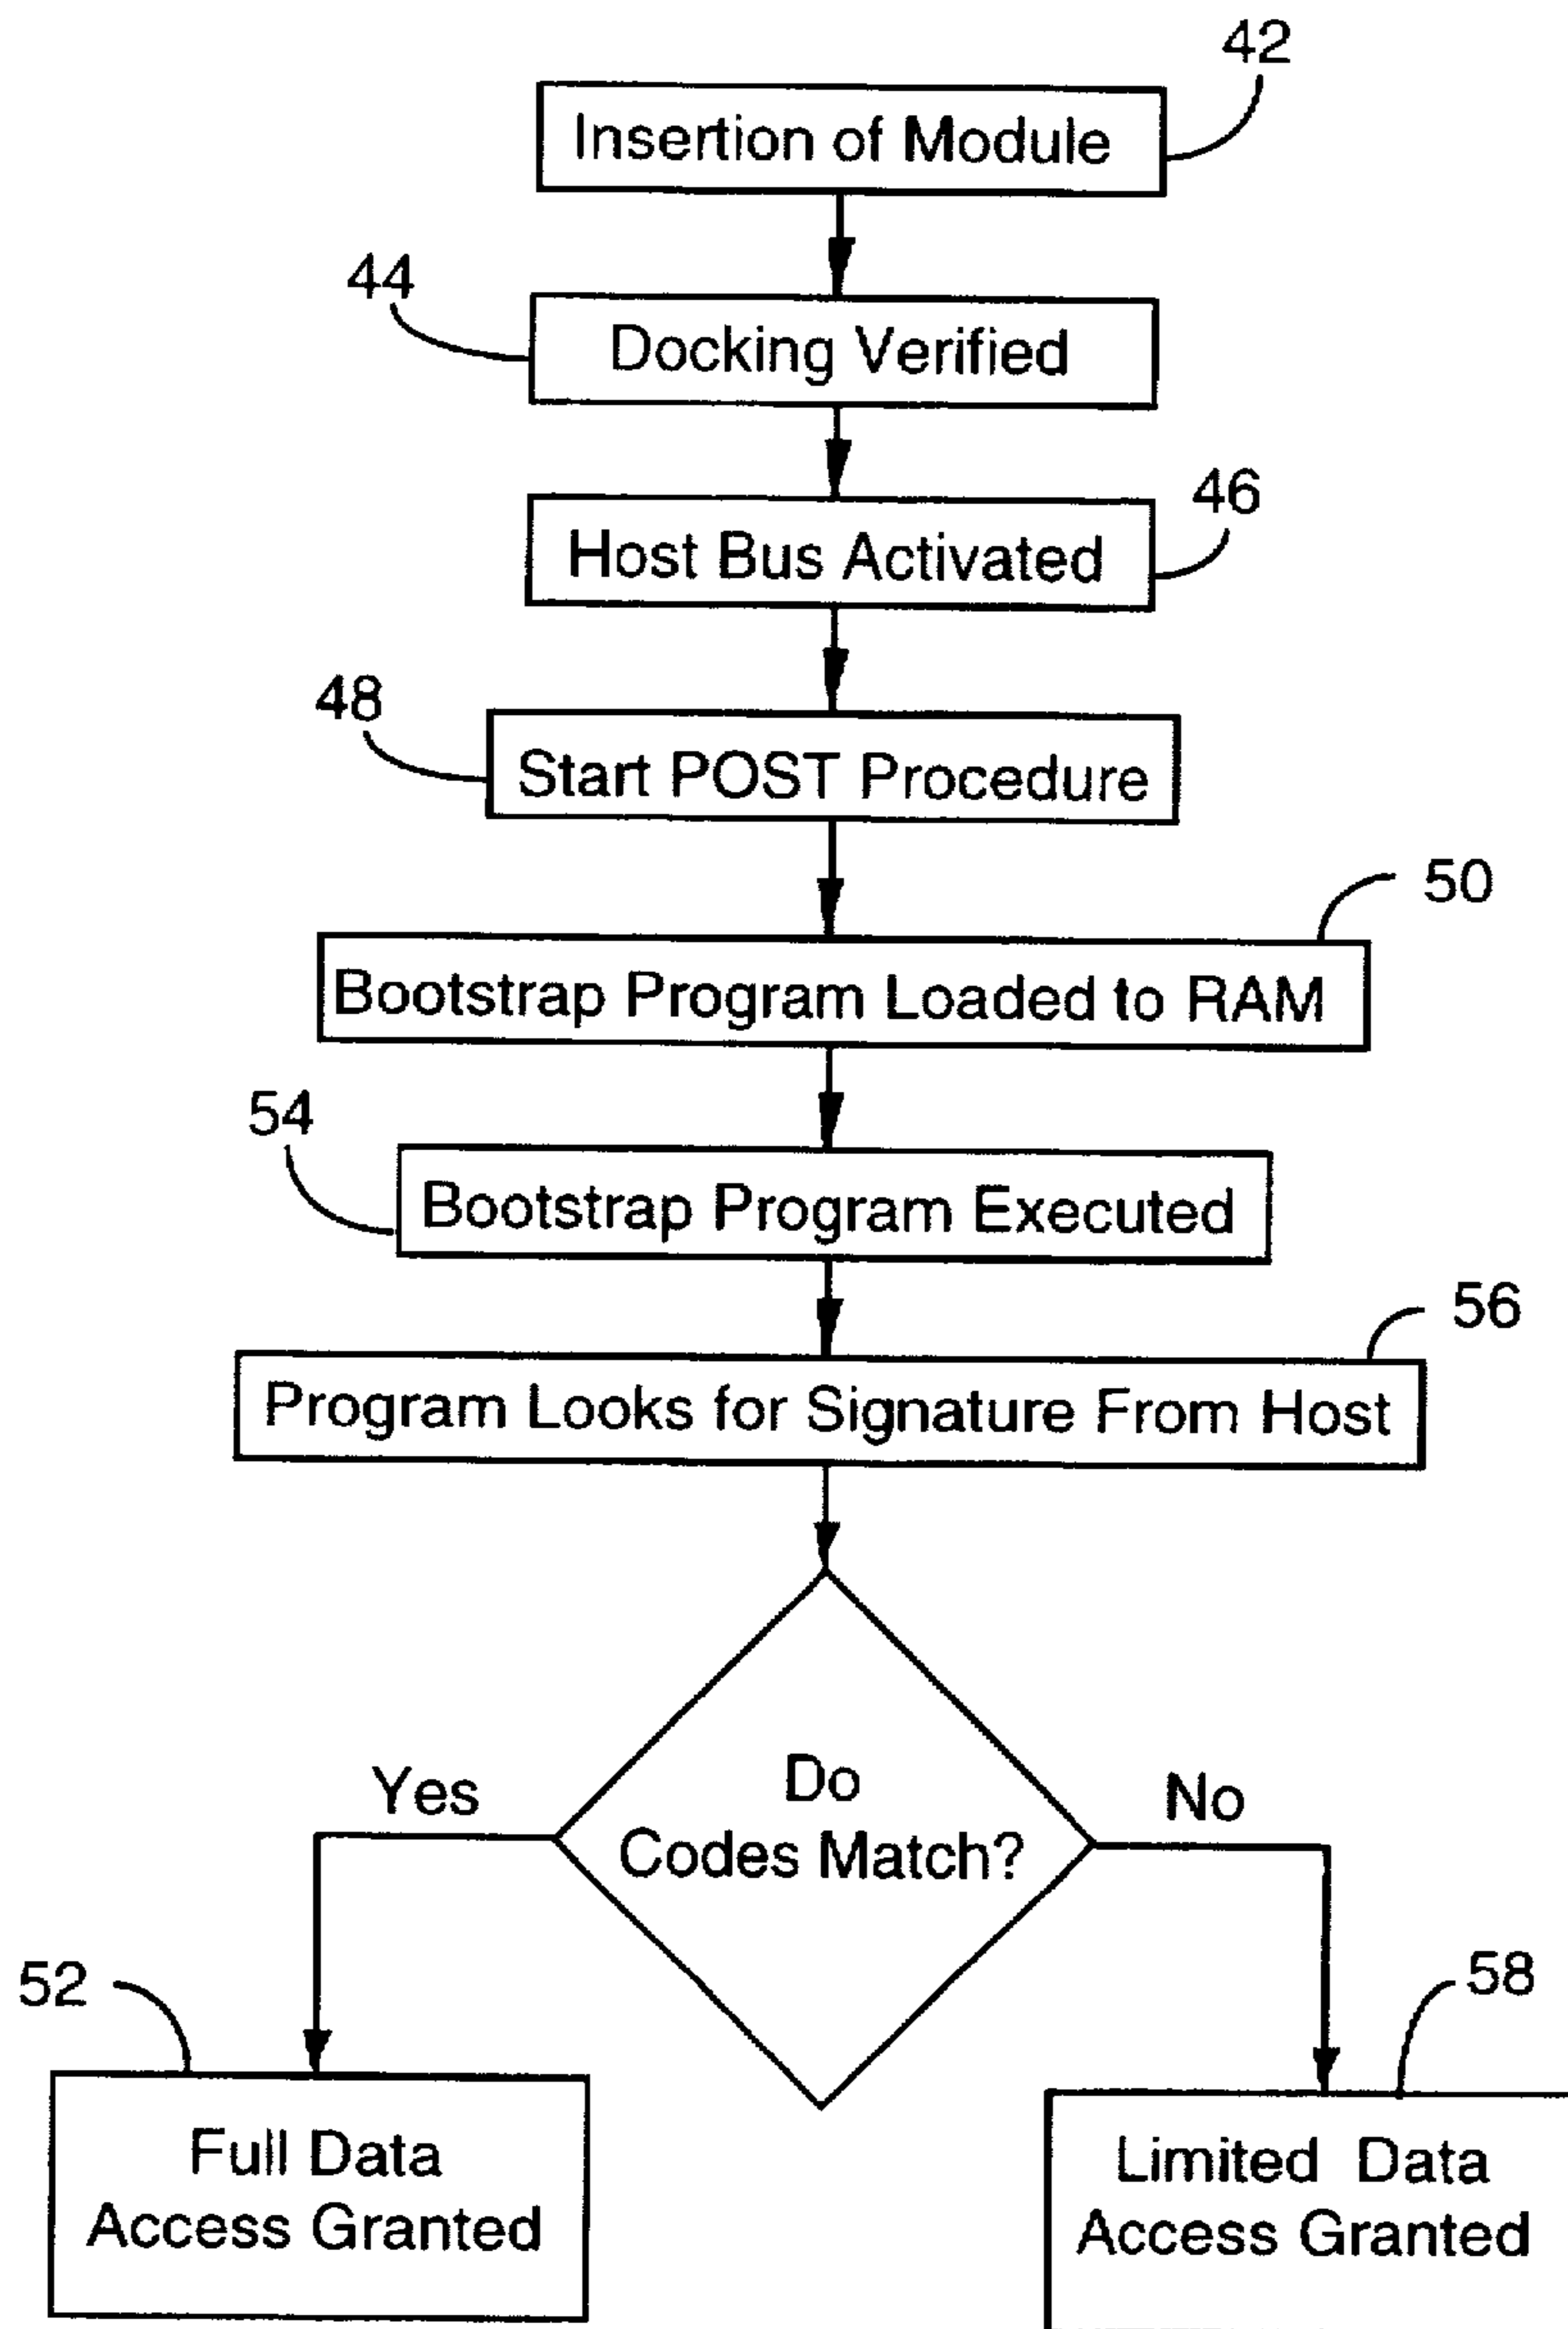 42
Insertion of Module
44
Docking Verified
46
Host Bus Activated
48
Start POST Procedure
50
Bootstrap Program Loaded to RAM
54
Bootstrap Program Executed
56
Program Looks for Signature From Host
Do
Codes Match?
Yes
No
52
58
Full Data
Access Granted
Limited Data
Access Granted